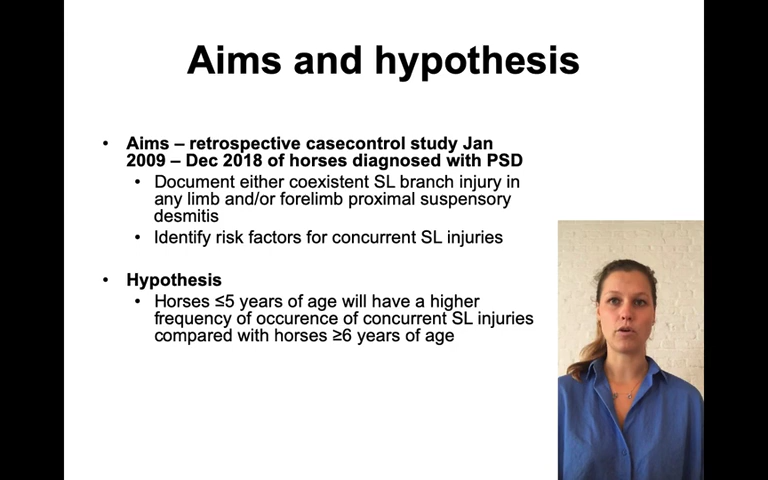 Aims and hypothesis
• Aims – retrospective casecontrol study Jan
2009 – Dec 2018 of horses diagnosed with PSD
• Document either coexistent SL branch injury in
any limb and/or forelimb proximal suspensory
desmitis
• Identify risk factors for concurrent SL injuries
• Hypothesis
• Horses ≤5 years of age will have a higher
frequency of occurence of concurrent SL injuries
compared with horses ≥6 years of age